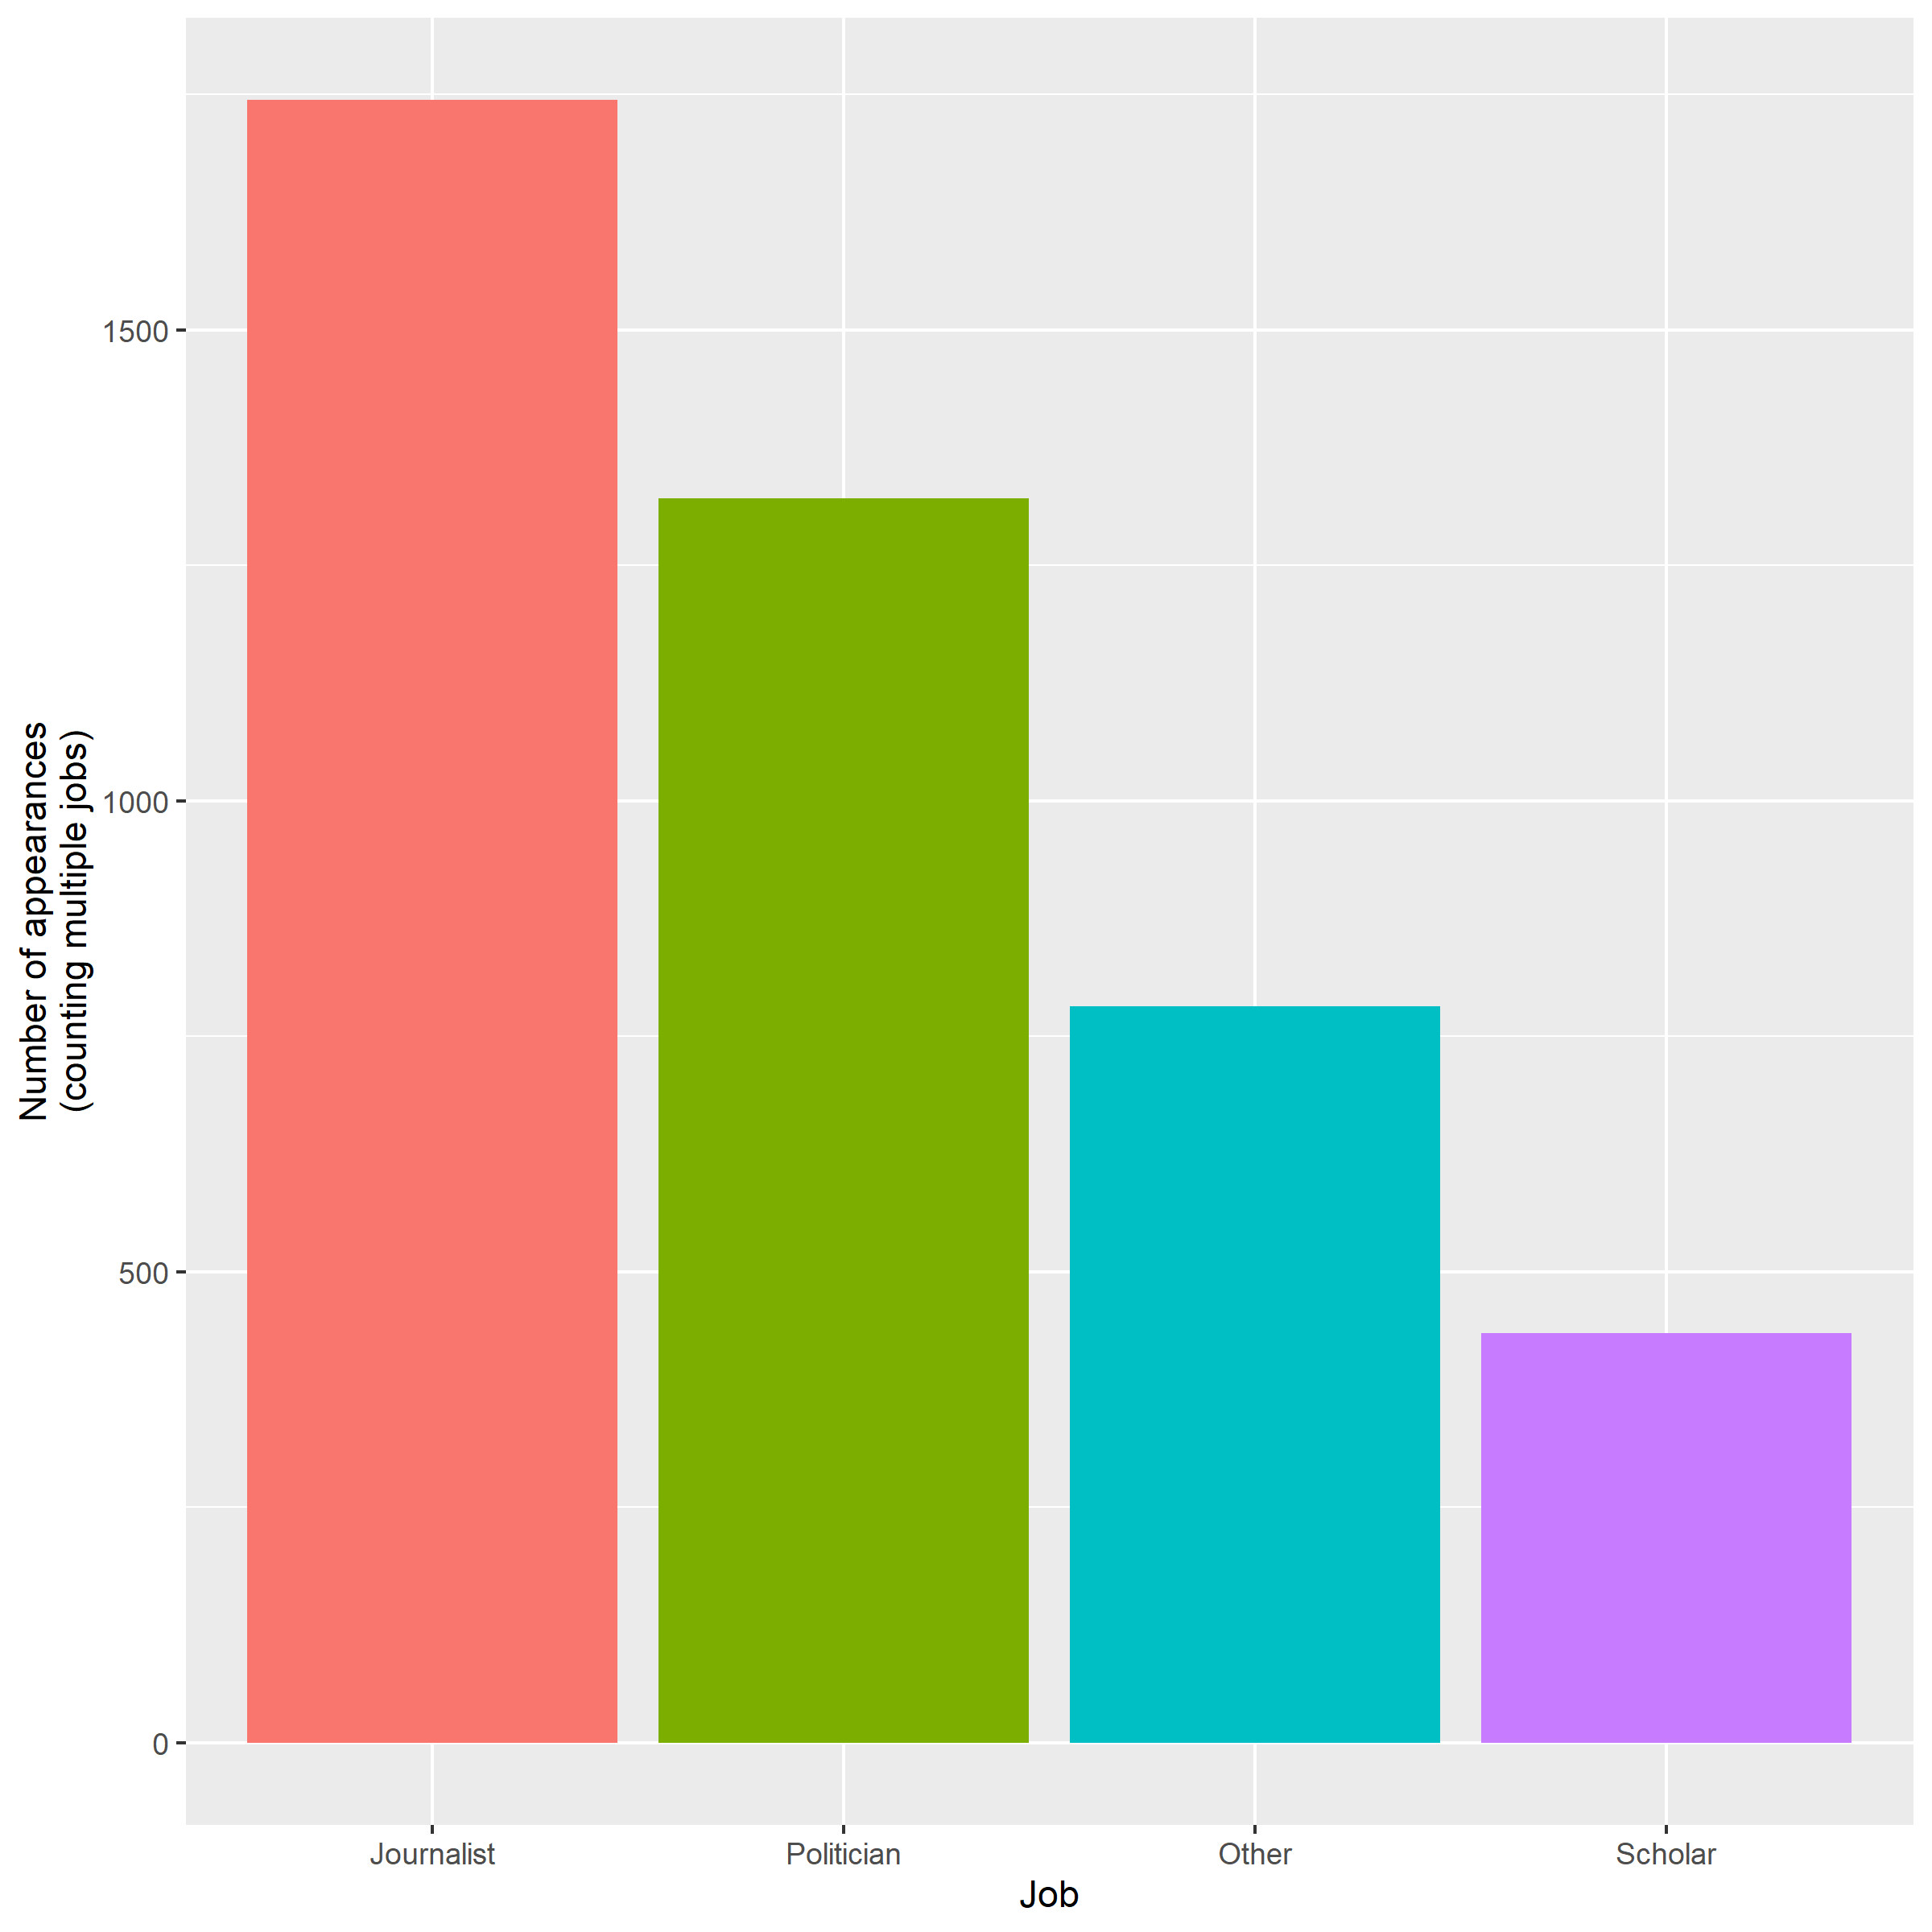 Number of appearances
(counting multiple jobs)
1500
1000
500
0
Journalist Politician Other Scholar
Job